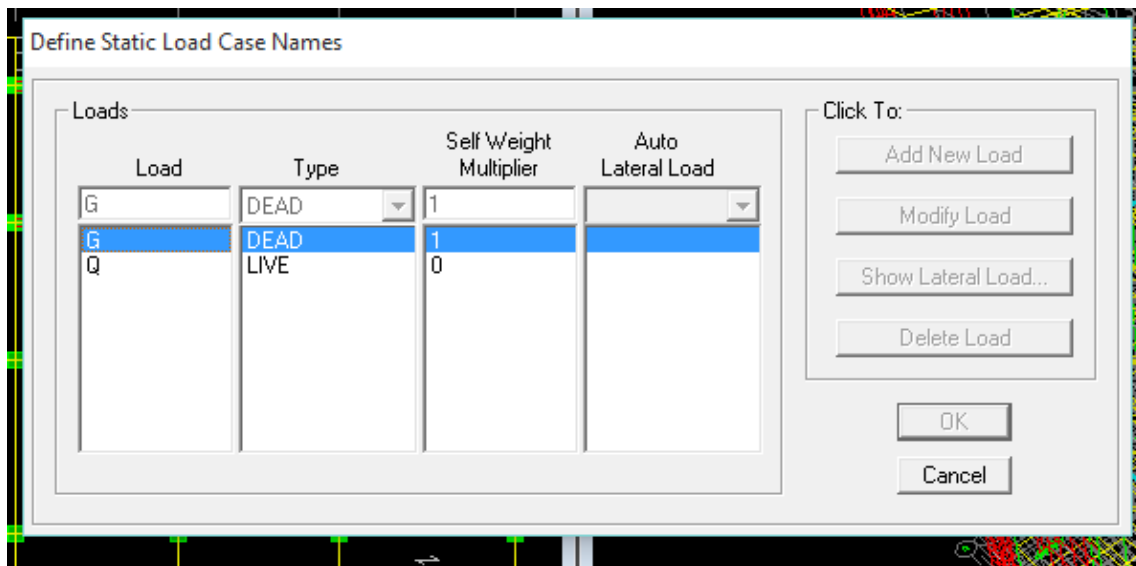 Define Static Load Case Names
Loads
Load Type Self Weight Multiplier Auto Lateral Load
G DEAD 1
G DEAD 1
Q LIVE 0
Click To:
Add New Load
Modify Load
Show Lateral Load...
Delete Load
OK
Cancel